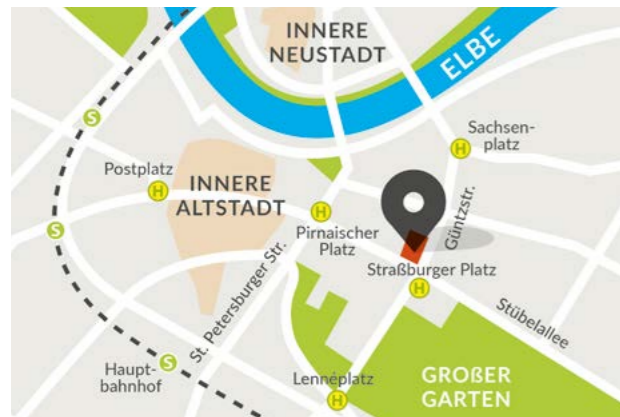 INNERE
NEUSTADT
ELBE
Sachsen-
platz
S
H
Postplatz
H
INNERE
ALTSTADT
H
Pirnaischer
Platz
Güntzstr.
S
St. Petersburger Str.
Straßburger Platz
H
Stübelallee
Haupt-
bahnhof
S
Lennéplatz
H
GROßER
GARTEN